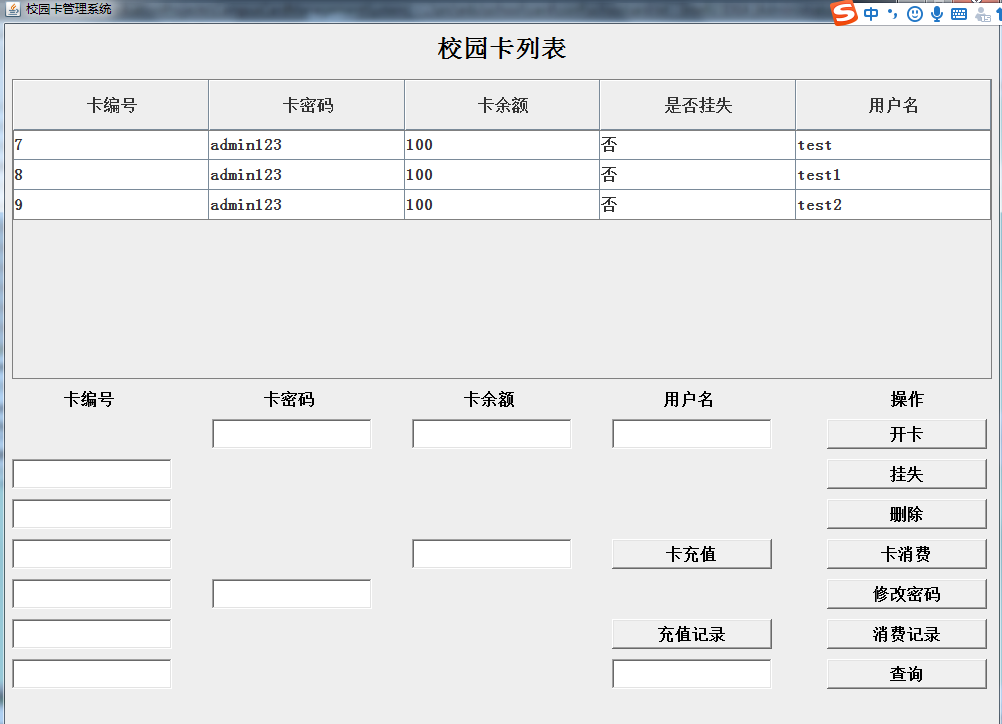 校园卡管理系统
中
校园卡列表
卡编号 卡密码 卡余额 是否挂失 用户名
7 admin123 100 否 test
8 admin123 100 否 test1
9 admin123 100 否 test2
卡编号 卡密码 卡余额 用户名 操作
开卡
挂失
删除
卡充值 卡消费
修改密码
充值记录 消费记录
查询